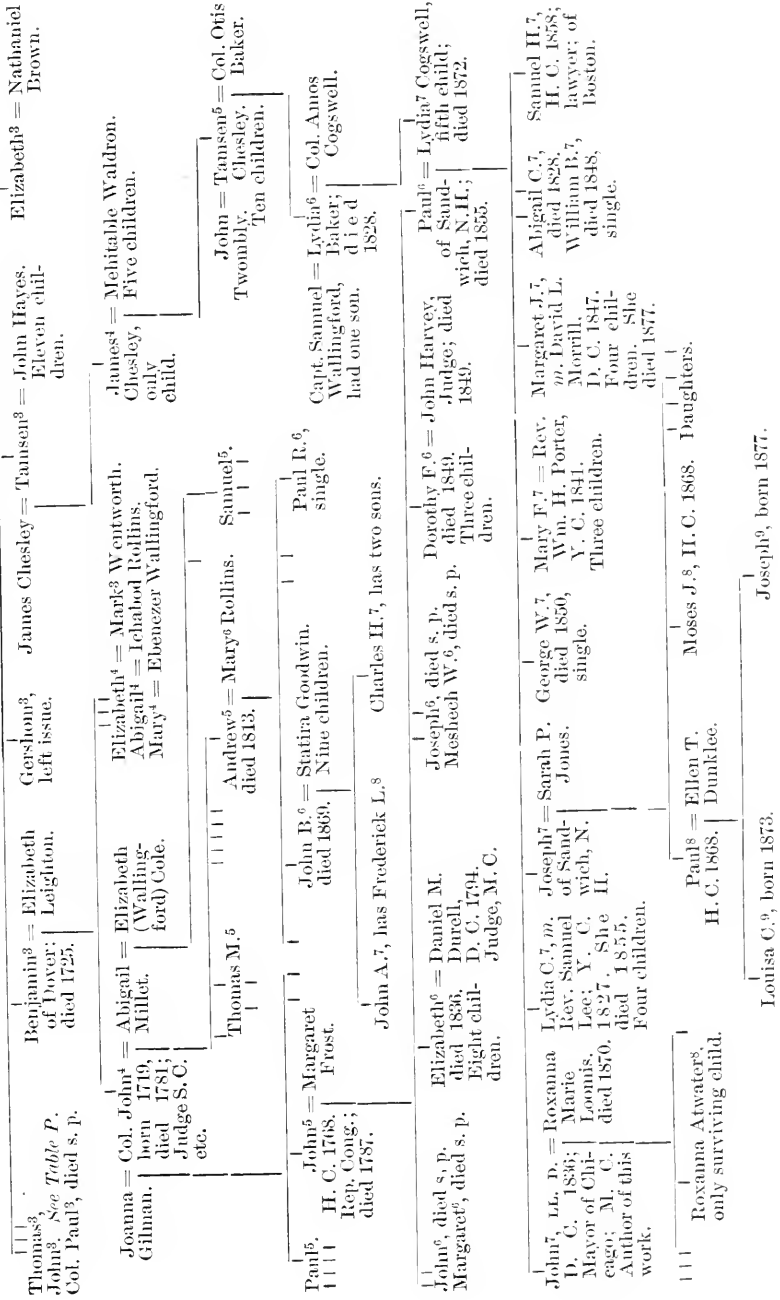 Thomas³,
John³. See Table P.
Col. Paul³, died s. p.
Benjamin³ = Elizabeth
of Dover; Leighton.
died 1725.
Gershom³,
left issue.
James Chesley = Tamsen³ = John Hayes.
Eleven chil-
dren.
Elizabeth³ = Nathaniel
Brown.
Joanna = Col. John⁴ = Abigail = Elizabeth
Gilman. born 1719, Millet. (Walling-
died 1781; ford) Cole.
Judge S. C.
etc.
Elizabeth⁴ = Mark³ Wentworth.
Abigail⁴ = Ichabod Rollins.
Mary⁴ = Ebenezer Wallingford.
James⁴ = Mehitable Waldron.
Chesley, Five children.
only
child.
Thomas M.⁵
Andrew⁵ = Mary⁶ Rollins.
died 1813.
Samuel⁵.
John = Tamsen⁵ = Col. Otis
Twombly. Chesley. Baker.
Ten children.
Paul⁵.
John⁵ = Margaret
H. C. 1768. Frost.
Rep. Cong.;
died 1787.
John B.⁶ = Statira Goodwin.
died 1869. Nine children.
Paul R.⁶,
single.
Capt. Samuel = Lydia⁶ = Col. Amos
Wallingford, Baker; Cogswell.
had one son. died
1828.
John A.⁷, has Frederick L.⁸
Charles H.⁷, has two sons.
John⁶, died s. p.
Margaret⁶, died s. p.
Elizabeth⁶ = Daniel M.
died 1836. Durell,
Eight chil- D. C. 1794.
dren. Judge, M. C.
Joseph⁶, died s. p.
Meshech W.⁶, died s. p.
Dorothy F.⁶ = John Harvey,
died 1849. Judge; died
Three chil- 1849.
dren.
Paul⁶ = Lydia⁷ Cogswell,
of Sand- fifth child;
wich, N. H.; died 1872.
died 1855.
John⁷, LL. D. = Roxanna
D. C. 1836; Marie
Mayor of Chi- Loomis.
cago; M. C. died 1870.
Author of this
work.
Lydia C.⁷, m.
Rev. Samuel
Lee; Y. C.
1827. She
died 1855.
Four children.
Joseph⁷ = Sarah P.
of Sand- Jones.
wich, N.
H.
George W.⁷,
died 1850,
single.
Mary F.⁷ = Rev.
Wm. H. Porter,
Y. C. 1841.
Three children.
Margaret J.⁷,
m. David L.
Morrill,
D. C. 1847.
Four chil-
dren. She
died 1877.
Abigail C.⁷,
died 1828.
William B.⁷,
died 1848,
single.
Samuel H.⁷,
H. C. 1858;
lawyer; of
Boston.
Roxanna Atwater⁸,
only surviving child.
Paul⁸ = Ellen T.
H. C. 1868. Dunklee.
Moses J.⁸, H. C. 1868.
Daughters.
Louisa C.⁹, born 1873.
Joseph⁹, born 1877.